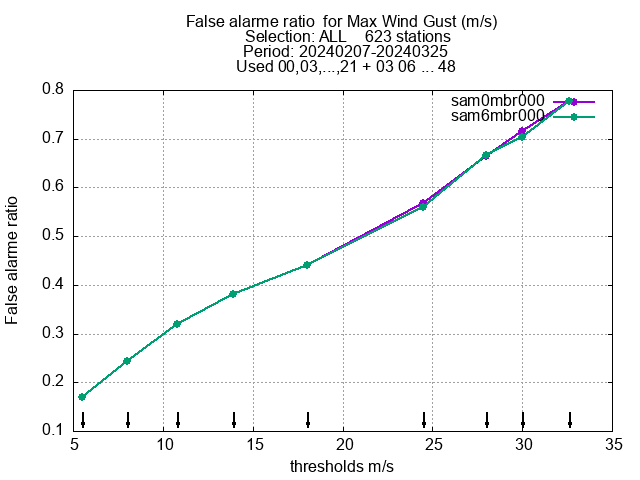 False alarme ratio  for Max Wind Gust (m/s)
Selection: ALL    623 stations
Period: 20240207-20240325
Used 00,03,...,21 + 03 06 ... 48
sam0mbr000
sam6mbr000
False alarme ratio
0.8
0.7
0.6
0.5
0.4
0.3
0.2
0.1
5 10 15 20 25 30 35
thresholds m/s